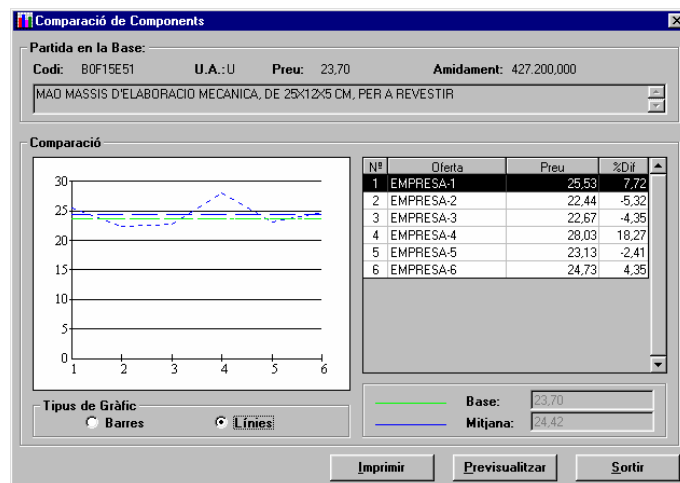 Comparació de Components
Partida en la Base:
Codi: B0F15E51 U.A.:U Preu: 23,70 Amidament: 427.200,000
MAO MASSIS D'ELABORACIO MECANICA, DE 25X12X5 CM, PER A REVESTIR
Comparació
30
25
20
15
10
5
0
1 2 3 4 5 6
Nº Oferta Preu %Dif
1 EMPRESA-1 25,53 7,72
2 EMPRESA-2 22,44 -5,32
3 EMPRESA-3 22,67 -4,35
4 EMPRESA-4 28,03 18,27
5 EMPRESA-5 23,13 -2,41
6 EMPRESA-6 24,73 4,35
Tipus de Gràfic
Barres Línies
Base: 23,70
Mitjana: 24,42
Imprimir Previsualitzar Sortir